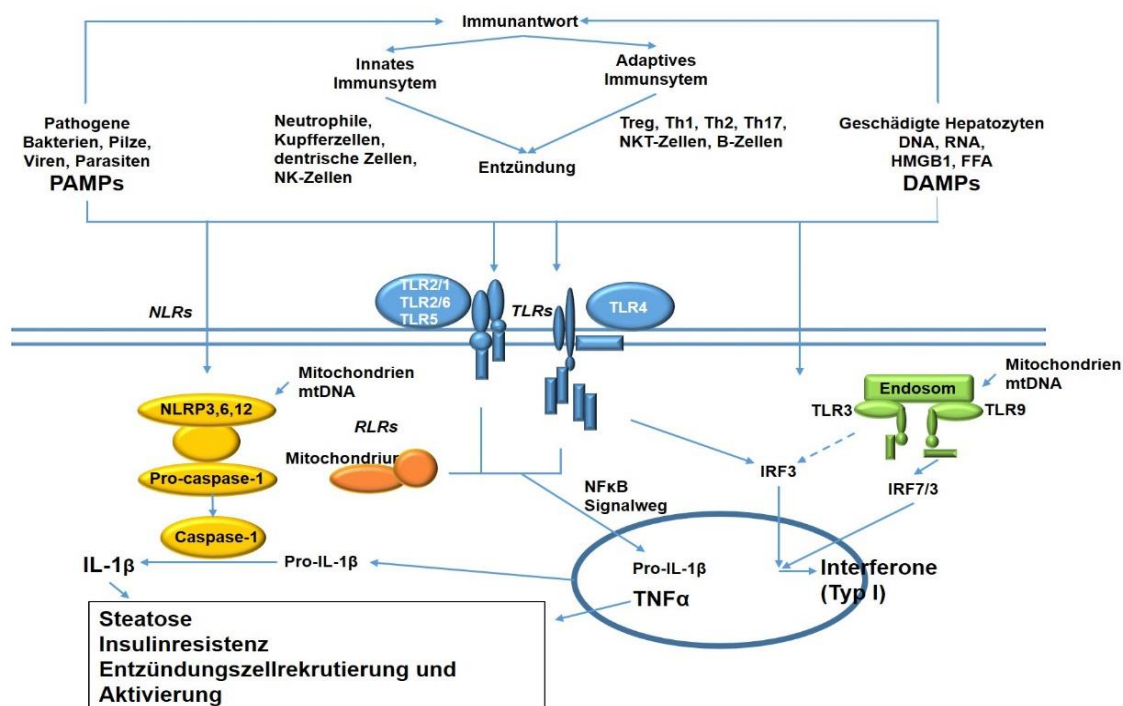 Immunantwort
Innates
Immunsytem
Adaptives
Immunsytem
Pathogene
Bakterien, Pilze,
Viren, Parasiten
PAMPs
Neutrophile,
Kupfferzellen,
dentrische Zellen,
NK-Zellen
Entzündung
Treg, Th1, Th2, Th17,
NKT-Zellen, B-Zellen
Geschädigte Hepatozyten
DNA, RNA,
HMGB1, FFA
DAMPs
NLRs
TLR2/1
TLR2/6
TLR5
TLRs
TLR4
Mitochondrien
mtDNA
NLRP3,6,12
RLRs
Mitochondrium
Pro-caspase-1
Caspase-1
IL-1β
Pro-IL-1β
Mitochondrien
mtDNA
Endosom
TLR3
TLR9
IRF3
IRF7/3
NFκB
Signalweg
Pro-IL-1β
TNFα
Interferone
(Typ I)
Steatose
Insulinresistenz
Entzündungszellrekrutierung und
Aktivierung